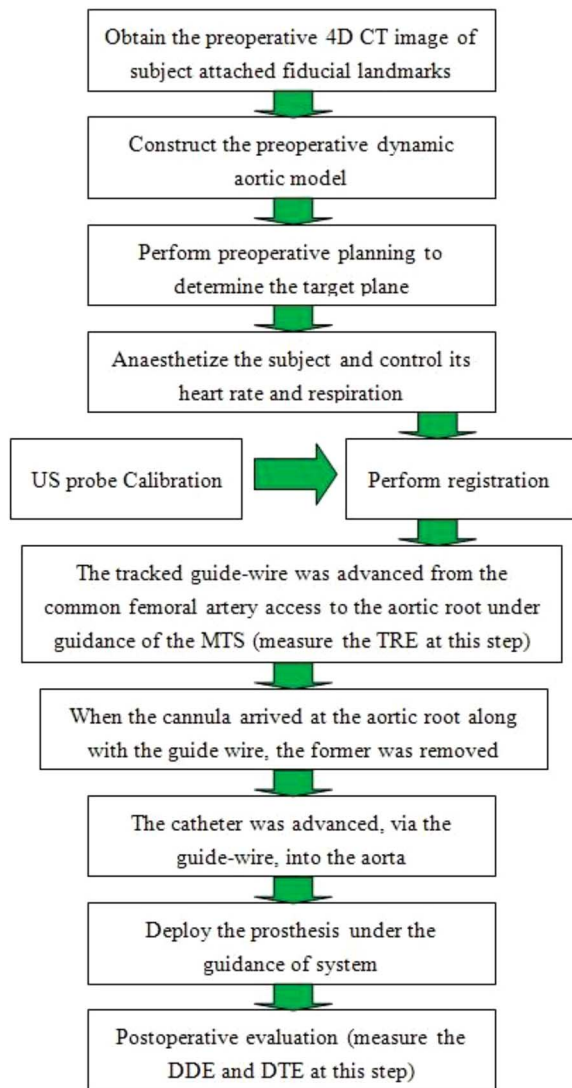 Obtain the preoperative 4D CT image of
subject attached fiducial landmarks
Construct the preoperative dynamic
aortic model
Perform preoperative planning to
determine the target plane
Anaesthetize the subject and control its
heart rate and respiration
US probe Calibration
Perform registration
The tracked guide-wire was advanced from the
common femoral artery access to the aortic root under
guidance of the MTS (measure the TRE at this step)
When the cannula arrived at the aortic root along
with the guide wire, the former was removed
The catheter was advanced, via the
guide-wire, into the aorta
Deploy the prosthesis under the
guidance of system
Postoperative evaluation (measure the
DDE and DTE at this step)